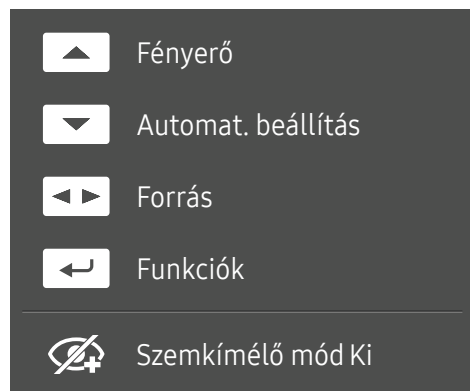 Fényerő
Automat. beállítás
Forrás
Funkciók
Szemkímélő mód Ki